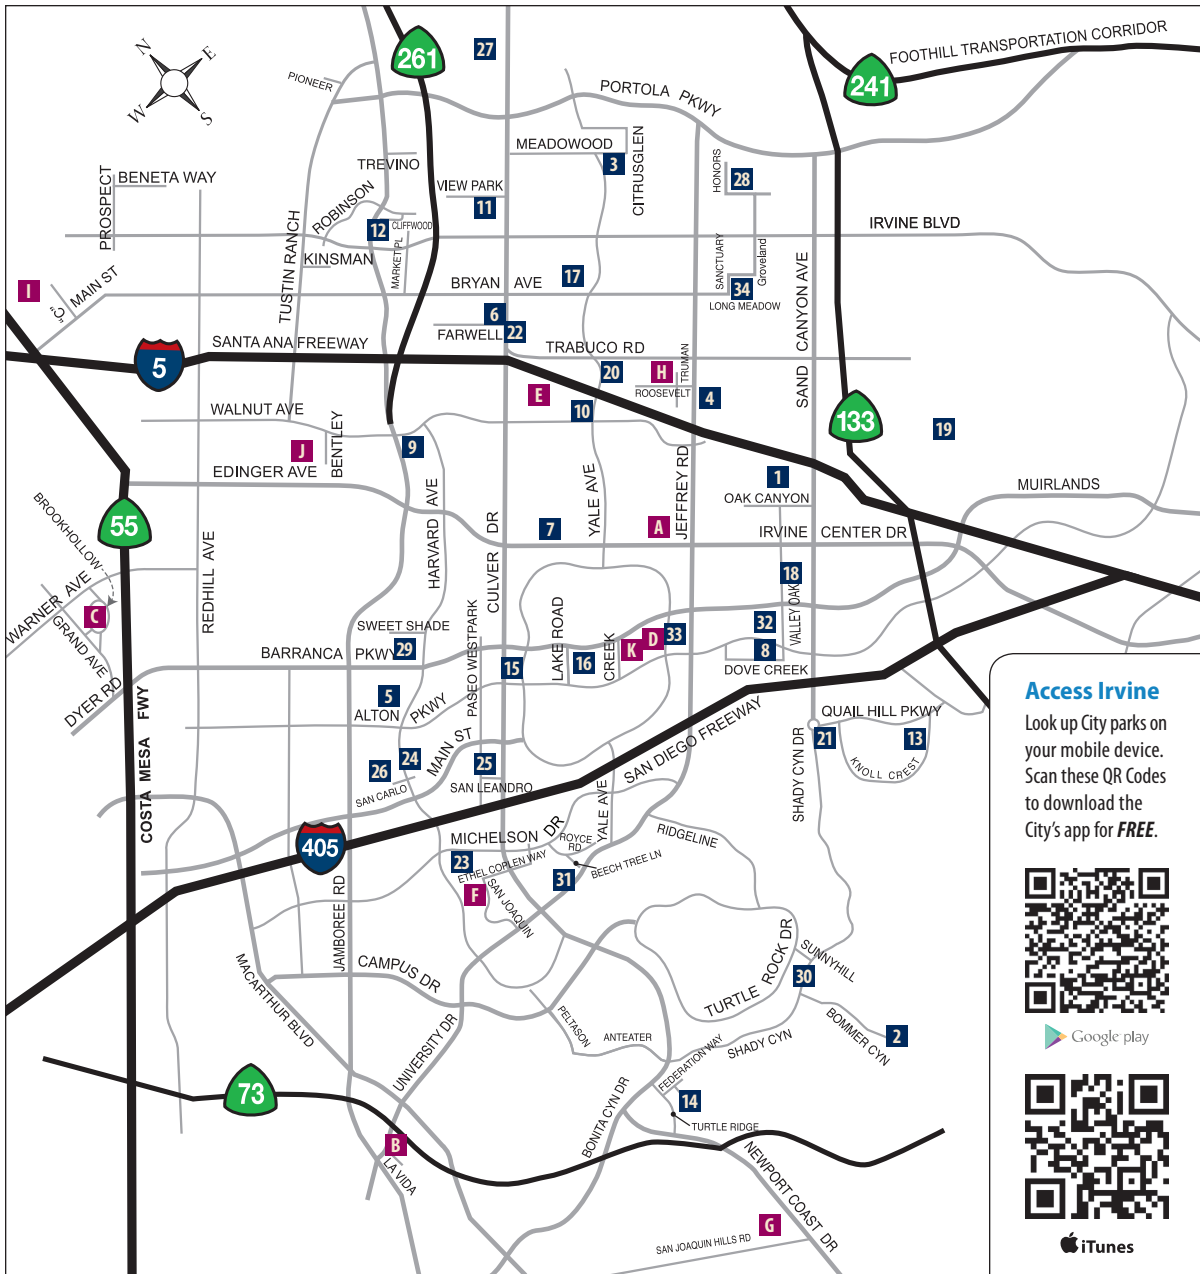 N
E
W
S
261
27
FOOTHILL TRANSPORTATION CORRIDOR
241
PIONEER
PORTOLA PKWY
MEADOWOOD
3
CITRUSGLEN
TREVINO
HONORS
28
PROSPECT
BENETA WAY
VIEW PARK
11
ROBINSON
12
CLIFFWOOD
IRVINE BLVD
TUSTIN RANCH
KINSMAN
MARKET PL
SANCTUARY
Groveland
SAND CANYON AVE
I
"C"
MAIN ST
BRYAN AVE
17
34
LONG MEADOW
6
FARWELL
22
SANTA ANA FREEWAY
TRABUCO RD
5
20
H
TRUMAN
ROOSEVELT
E
4
WALNUT AVE
10
133
19
J
BENTLEY
9
EDINGER AVE
1
OAK CANYON
MUIRLANDS
BROOKHOLLOW
55
REDHILL AVE
HARVARD AVE
CULVER DR
7
YALE AVE
A
JEFFREY RD
IRVINE CENTER DR
WARNER AVE
C
GRAND AVE
18
VALLEY OAK
SWEET SHADE
29
PASEO WESTPARK
LAKE ROAD
CREEK
K
D
33
32
8
DOVE CREEK
BARRANCA PKWY
15
16
DYER RD
5
ALTON PKWY
COSTA MESA FWY
MAIN ST
24
26
25
SAN CARLO
SAN LEANDRO
SAN DIEGO FREEWAY
SHADY CYN DR
QUAIL HILL PKWY
21
13
KNOLL CREST
405
MICHELSON DR
ROYCE RD
YALE AVE
RIDGELINE
23
ETHEL COPLEN WAY
BEECH TREE LN
31
F
SAN JOAQUIN
JAMBOREE RD
MACARTHUR BLVD
CAMPUS DR
TURTLE ROCK DR
SUNNYHILL
30
UNIVERSITY DR
PELTASON
ANTEATER
SHADY CYN
BOMMER CYN
2
FEDERATION WAY
73
BONITA CYN DR
14
TURTLE RIDGE
B
LA VIDA
NEWPORT COAST DR
G
SAN JOAQUIN HILLS RD
Access Irvine
Look up City parks on
your mobile device.
Scan these QR Codes
to download the
City's app for FREE.
Google play
iTunes